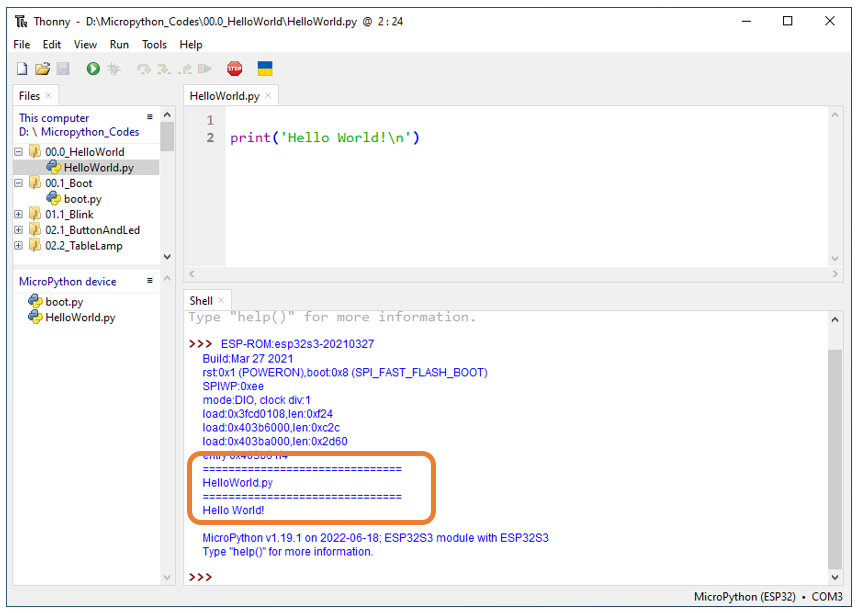 Thonny - D:\Micropython_Codes\00.0_HelloWorld\HelloWorld.py @ 2:24
File Edit View Run Tools Help
STOP
Files ×
This computer
D: \ Micropython_Codes
00.0_HelloWorld
HelloWorld.py
00.1_Boot
boot.py
01.1_Blink
02.1_ButtonAndLed
02.2_TableLamp
MicroPython device
boot.py
HelloWorld.py
HelloWorld.py ×
1
2 print('Hello World!\n')
Shell ×
Type "help()" for more information.
>>> ESP-ROM:esp32s3-20210327
Build:Mar 27 2021
rst:0x1 (POWERON),boot:0x8 (SPI_FAST_FLASH_BOOT)
SPIWP:0xee
mode:DIO, clock div:1
load:0x3fcd0108,len:0xf24
load:0x403b6000,len:0xc2c
load:0x403ba000,len:0x2d60
entry
==============================
HelloWorld.py
==============================
Hello World!
MicroPython v1.19.1 on 2022-06-18; ESP32S3 module with ESP32S3
Type "help()" for more information.
>>>
MicroPython (ESP32) • COM3